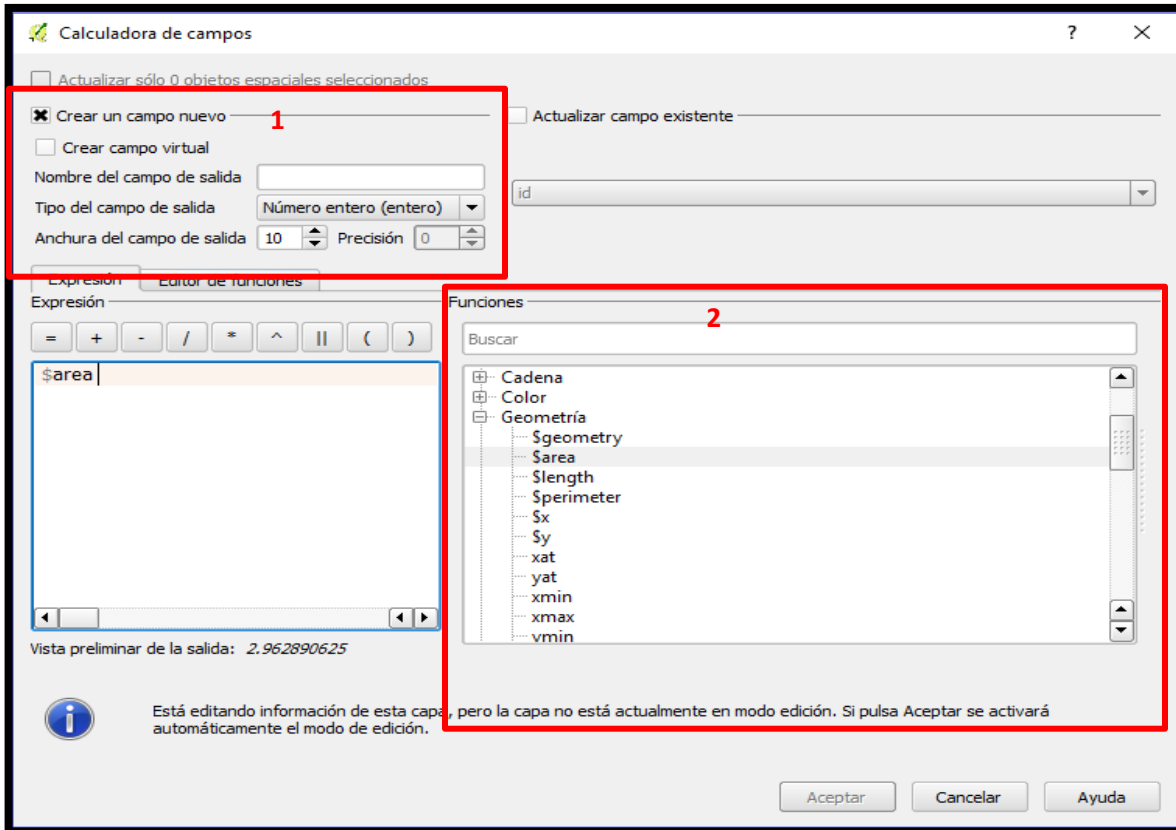 Calculadora de campos ? ×
Actualizar sólo 0 objetos espaciales seleccionados
Crear un campo nuevo 1
Crear campo virtual
Nombre del campo de salida
Tipo del campo de salida Número entero (entero)
Anchura del campo de salida 10 Precisión 0
Actualizar campo existente
id
Expresión Editor de funciones
Expresión
= + - / * ^ || ( )
$area
Vista preliminar de la salida: 2.962890625
Funciones
2
Buscar
Cadena
Color
Geometría
$geometry
$area
$length
$perimeter
$x
$y
xat
yat
xmin
xmax
ymin
Está editando información de esta capa, pero la capa no está actualmente en modo edición. Si pulsa Aceptar se activará
automáticamente el modo de edición.
Aceptar Cancelar Ayuda